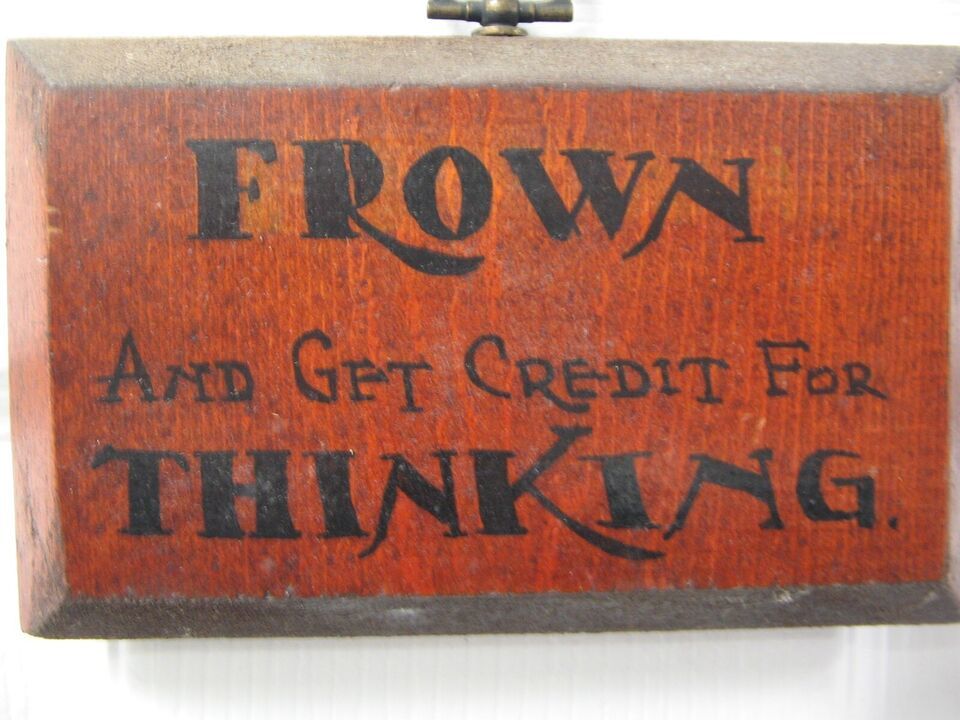 FROWN
AND GET CREDIT FOR
THINKING.